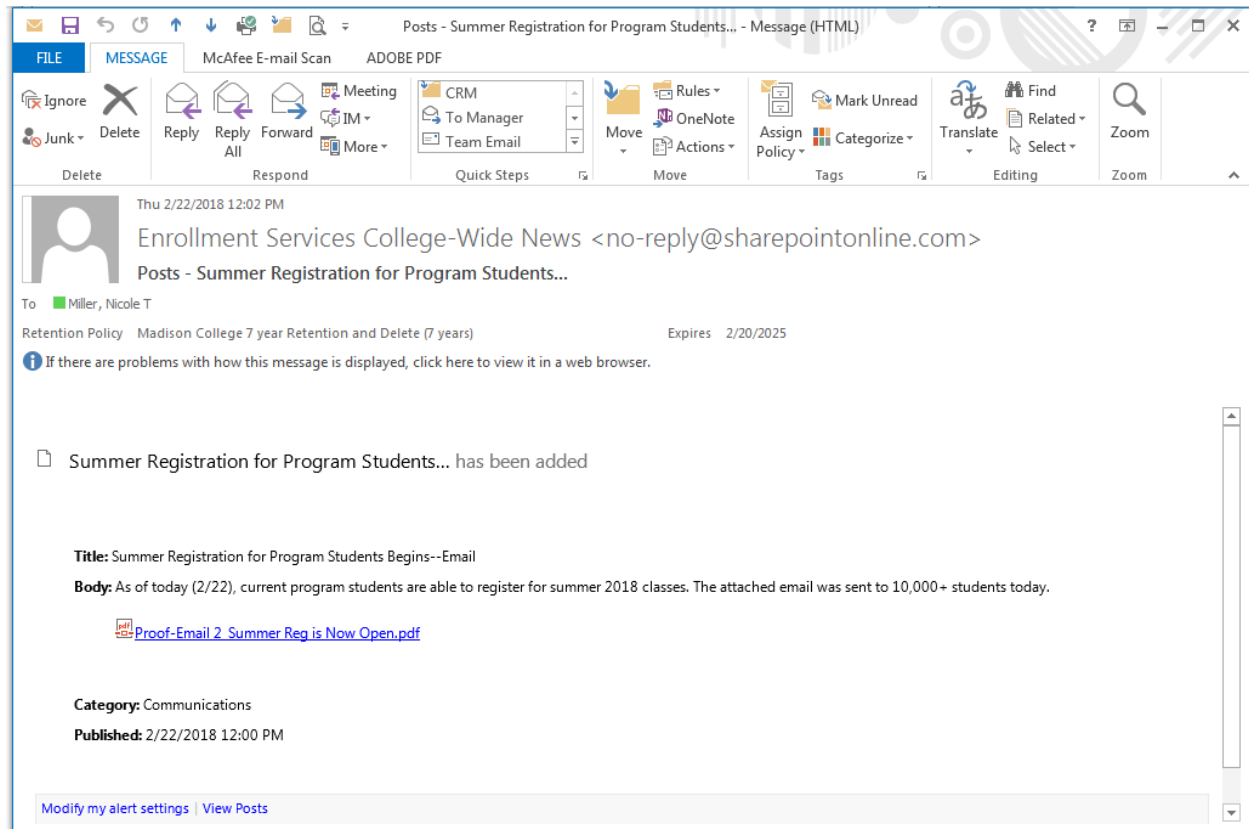 Posts - Summer Registration for Program Students... - Message (HTML)
?
FILE MESSAGE McAfee E-mail Scan ADOBE PDF
Ignore
Junk
Delete
Reply
Reply All
Forward
Meeting
IM
More
CRM
To Manager
Team Email
Move
Rules
OneNote
Actions
Assign Policy
Mark Unread
Categorize
Translate
Find
Related
Select
Zoom
Delete Respond Quick Steps Move Tags Editing Zoom
Thu 2/22/2018 12:02 PM
Enrollment Services College-Wide News <no-reply@sharepointonline.com>
Posts - Summer Registration for Program Students...
To Miller, Nicole T
Retention Policy Madison College 7 year Retention and Delete (7 years) Expires 2/20/2025
If there are problems with how this message is displayed, click here to view it in a web browser.
Summer Registration for Program Students... has been added
Title: Summer Registration for Program Students Begins--Email
Body: As of today (2/22), current program students are able to register for summer 2018 classes. The attached email was sent to 10,000+ students today.
Proof-Email 2_Summer Reg is Now Open.pdf
Category: Communications
Published: 2/22/2018 12:00 PM
Modify my alert settings | View Posts